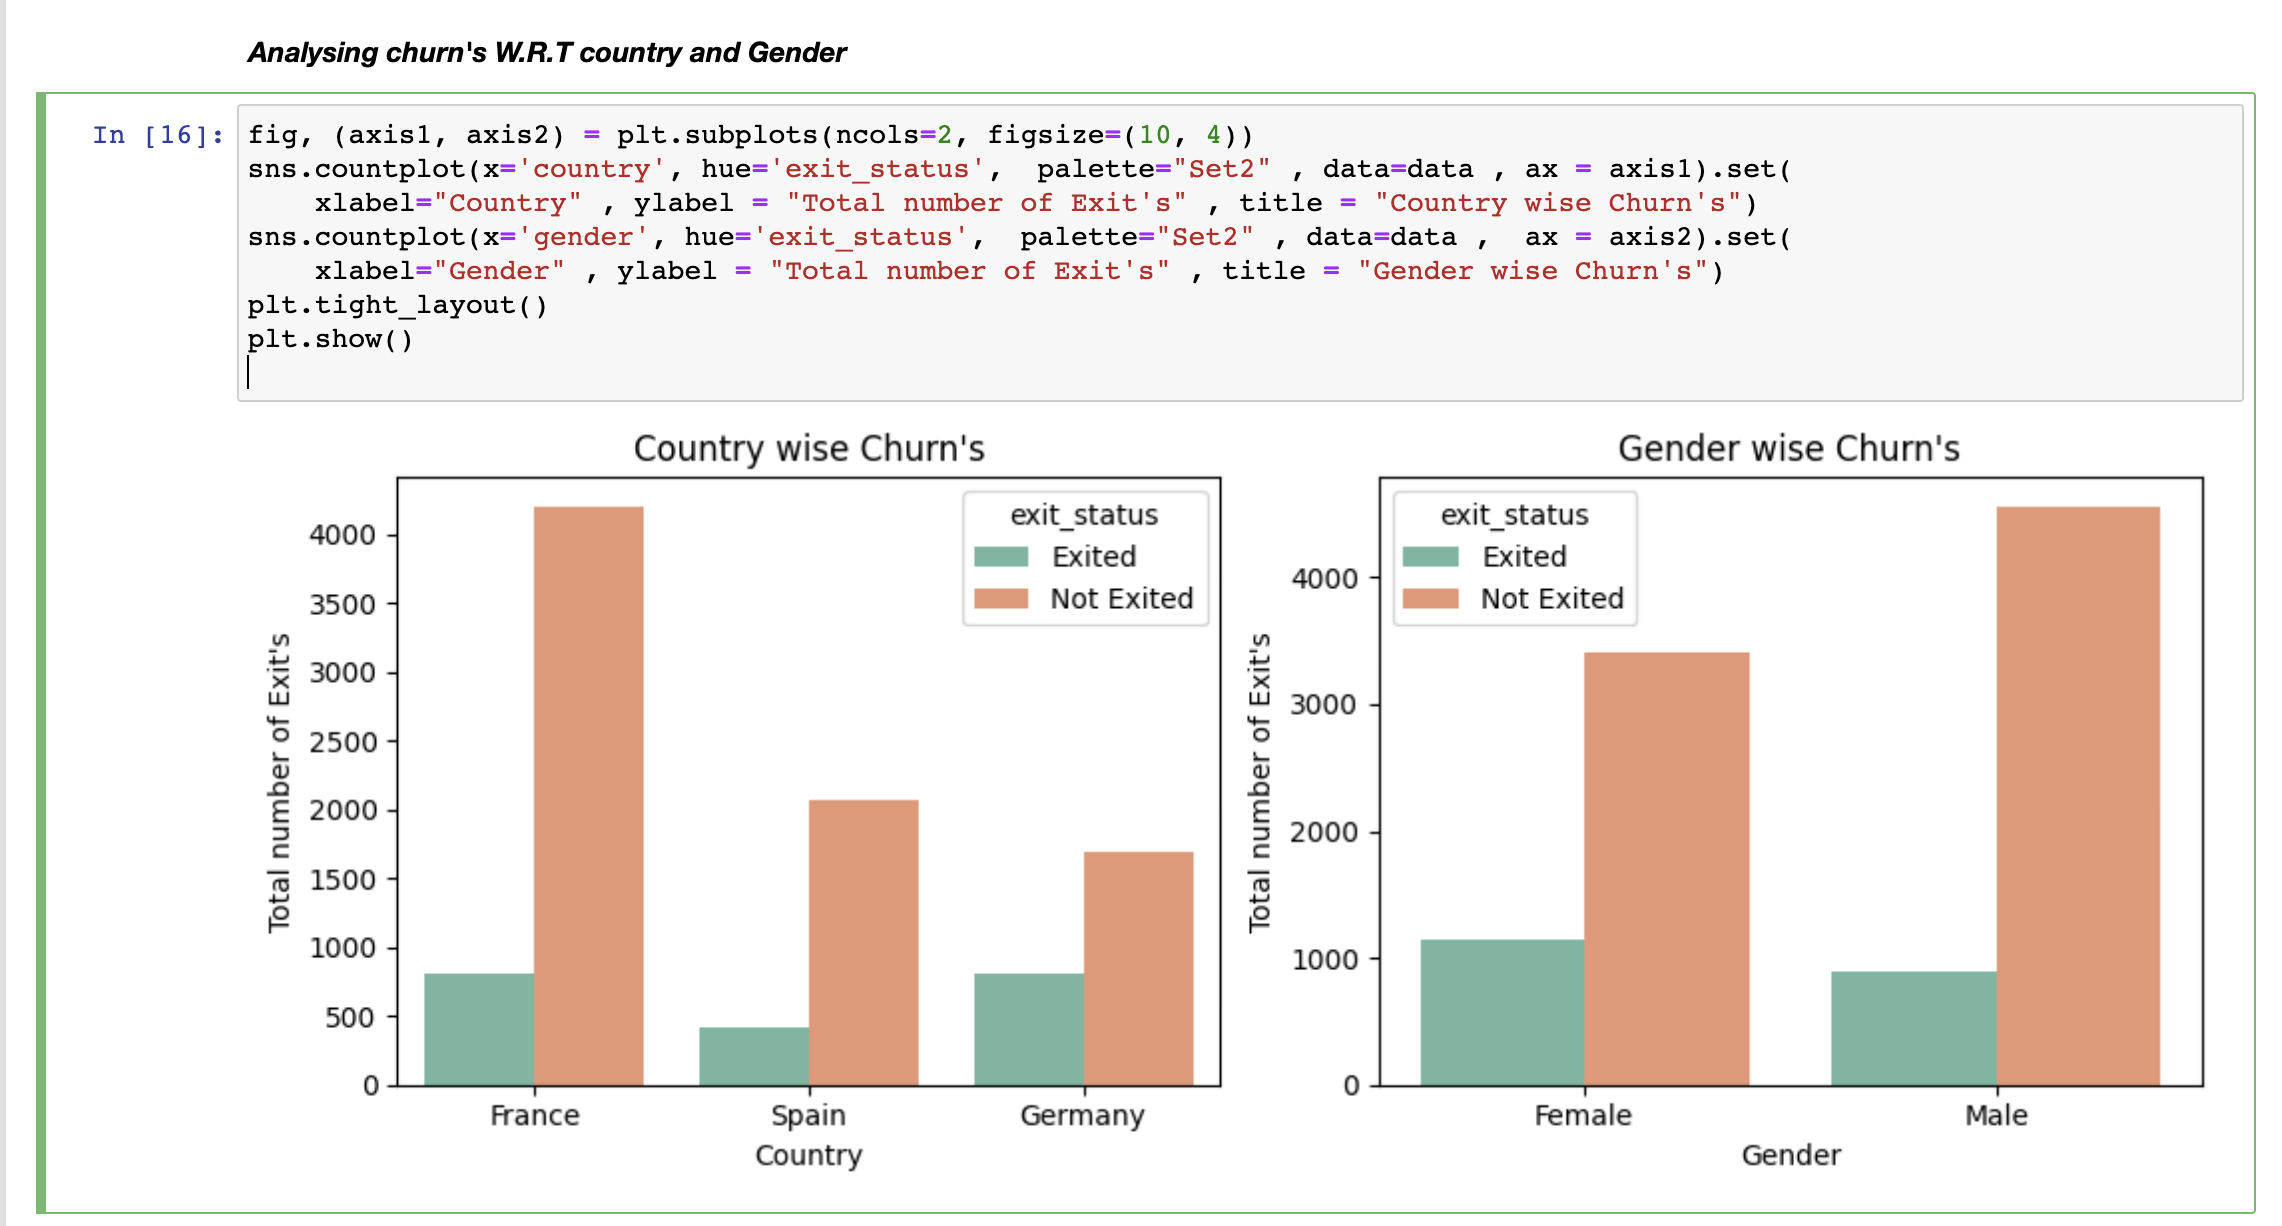 Analysing churn's W.R.T country and Gender
In [16]:
fig, (axis1, axis2) = plt.subplots(ncols=2, figsize=(10, 4))
sns.countplot(x='country', hue='exit_status',  palette="Set2" , data=data , ax = axis1).set(
    xlabel="Country" , ylabel = "Total number of Exit's" , title = "Country wise Churn's")
sns.countplot(x='gender', hue='exit_status',  palette="Set2" , data=data ,  ax = axis2).set(
    xlabel="Gender" , ylabel = "Total number of Exit's" , title = "Gender wise Churn's")
plt.tight_layout()
plt.show()
Country wise Churn's
exit_status
Exited
Not Exited
Total number of Exit's
4000
3500
3000
2500
2000
1500
1000
500
0
France
Spain
Germany
Country
Gender wise Churn's
exit_status
Exited
Not Exited
Total number of Exit's
4000
3000
2000
1000
0
Female
Male
Gender